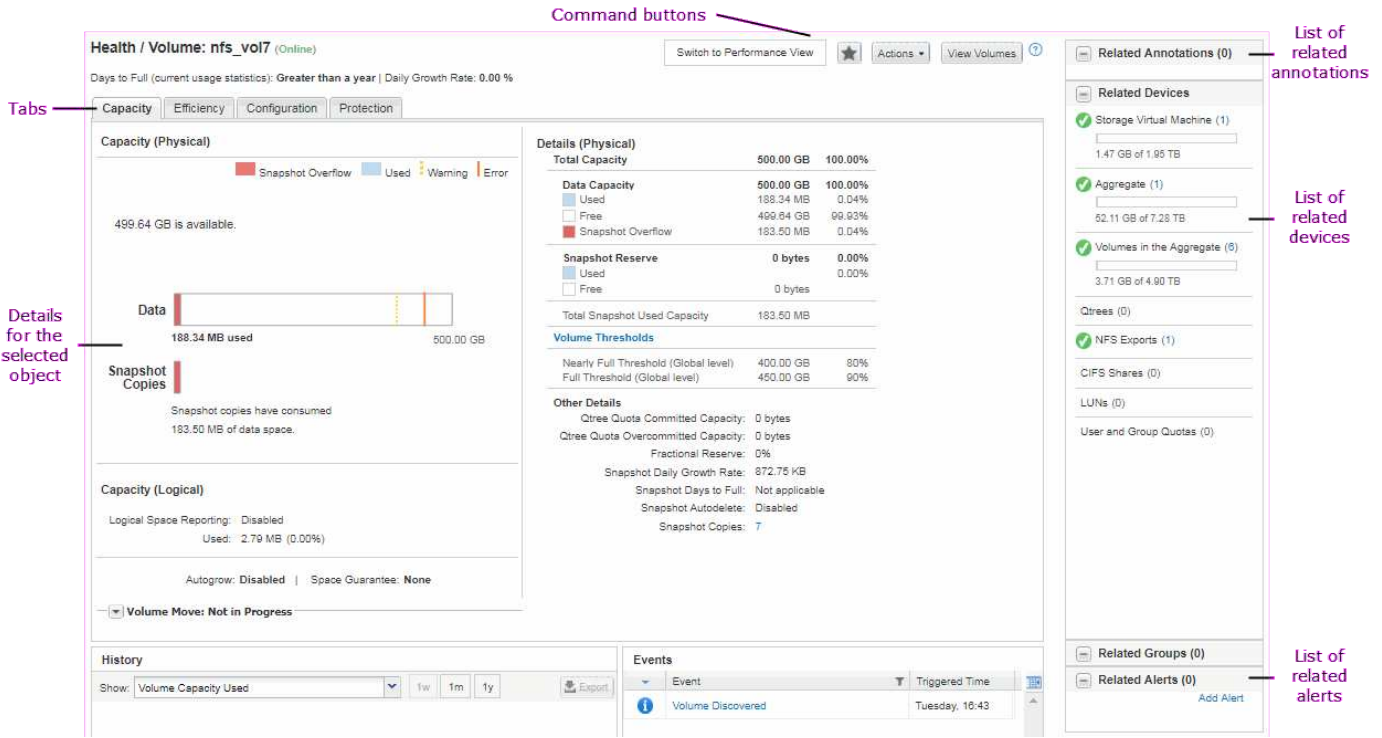 Command buttons
Health / Volume: nfs_vol7 (Online)
Switch to Performance View
Actions
View Volumes
?
Days to Full (current usage statistics): Greater than a year | Daily Growth Rate: 0.00 %
Tabs
Capacity
Efficiency
Configuration
Protection
Capacity (Physical)
Snapshot Overflow
Used
Warning
Error
499.64 GB is available.
Details for the selected object
Data
188.34 MB used
500.00 GB
Snapshot
Copies
Snapshot copies have consumed
183.50 MB of data space.
Capacity (Logical)
Logical Space Reporting: Disabled
Used: 2.79 MB (0.00%)
Autogrow: Disabled | Space Guarantee: None
Volume Move: Not in Progress
Details (Physical)
Total Capacity 500.00 GB 100.00%
Data Capacity 500.00 GB 100.00%
Used 188.34 MB 0.04%
Free 499.64 GB 99.93%
Snapshot Overflow 183.50 MB 0.04%
Snapshot Reserve 0 bytes 0.00%
Used 0.00%
Free 0 bytes
Total Snapshot Used Capacity 183.50 MB
Volume Thresholds
Nearly Full Threshold (Global level) 400.00 GB 80%
Full Threshold (Global level) 450.00 GB 90%
Other Details
Qtree Quota Committed Capacity: 0 bytes
Qtree Quota Overcommitted Capacity: 0 bytes
Fractional Reserve: 0%
Snapshot Daily Growth Rate: 872.75 KB
Snapshot Days to Full: Not applicable
Snapshot Autodelete: Disabled
Snapshot Copies: 7
History
Show: Volume Capacity Used
1w
1m
1y
Export
Events
Event
Triggered Time
Volume Discovered
Tuesday, 16:43
Related Annotations (0)
List of
related
annotations
Related Devices
Storage Virtual Machine (1)
1.47 GB of 1.95 TB
Aggregate (1)
52.11 GB of 7.28 TB
Volumes in the Aggregate (6)
3.71 GB of 4.90 TB
Qtrees (0)
NFS Exports (1)
CIFS Shares (0)
LUNs (0)
User and Group Quotas (0)
List of
related
devices
Related Groups (0)
Related Alerts (0)
Add Alert
List of
related
alerts